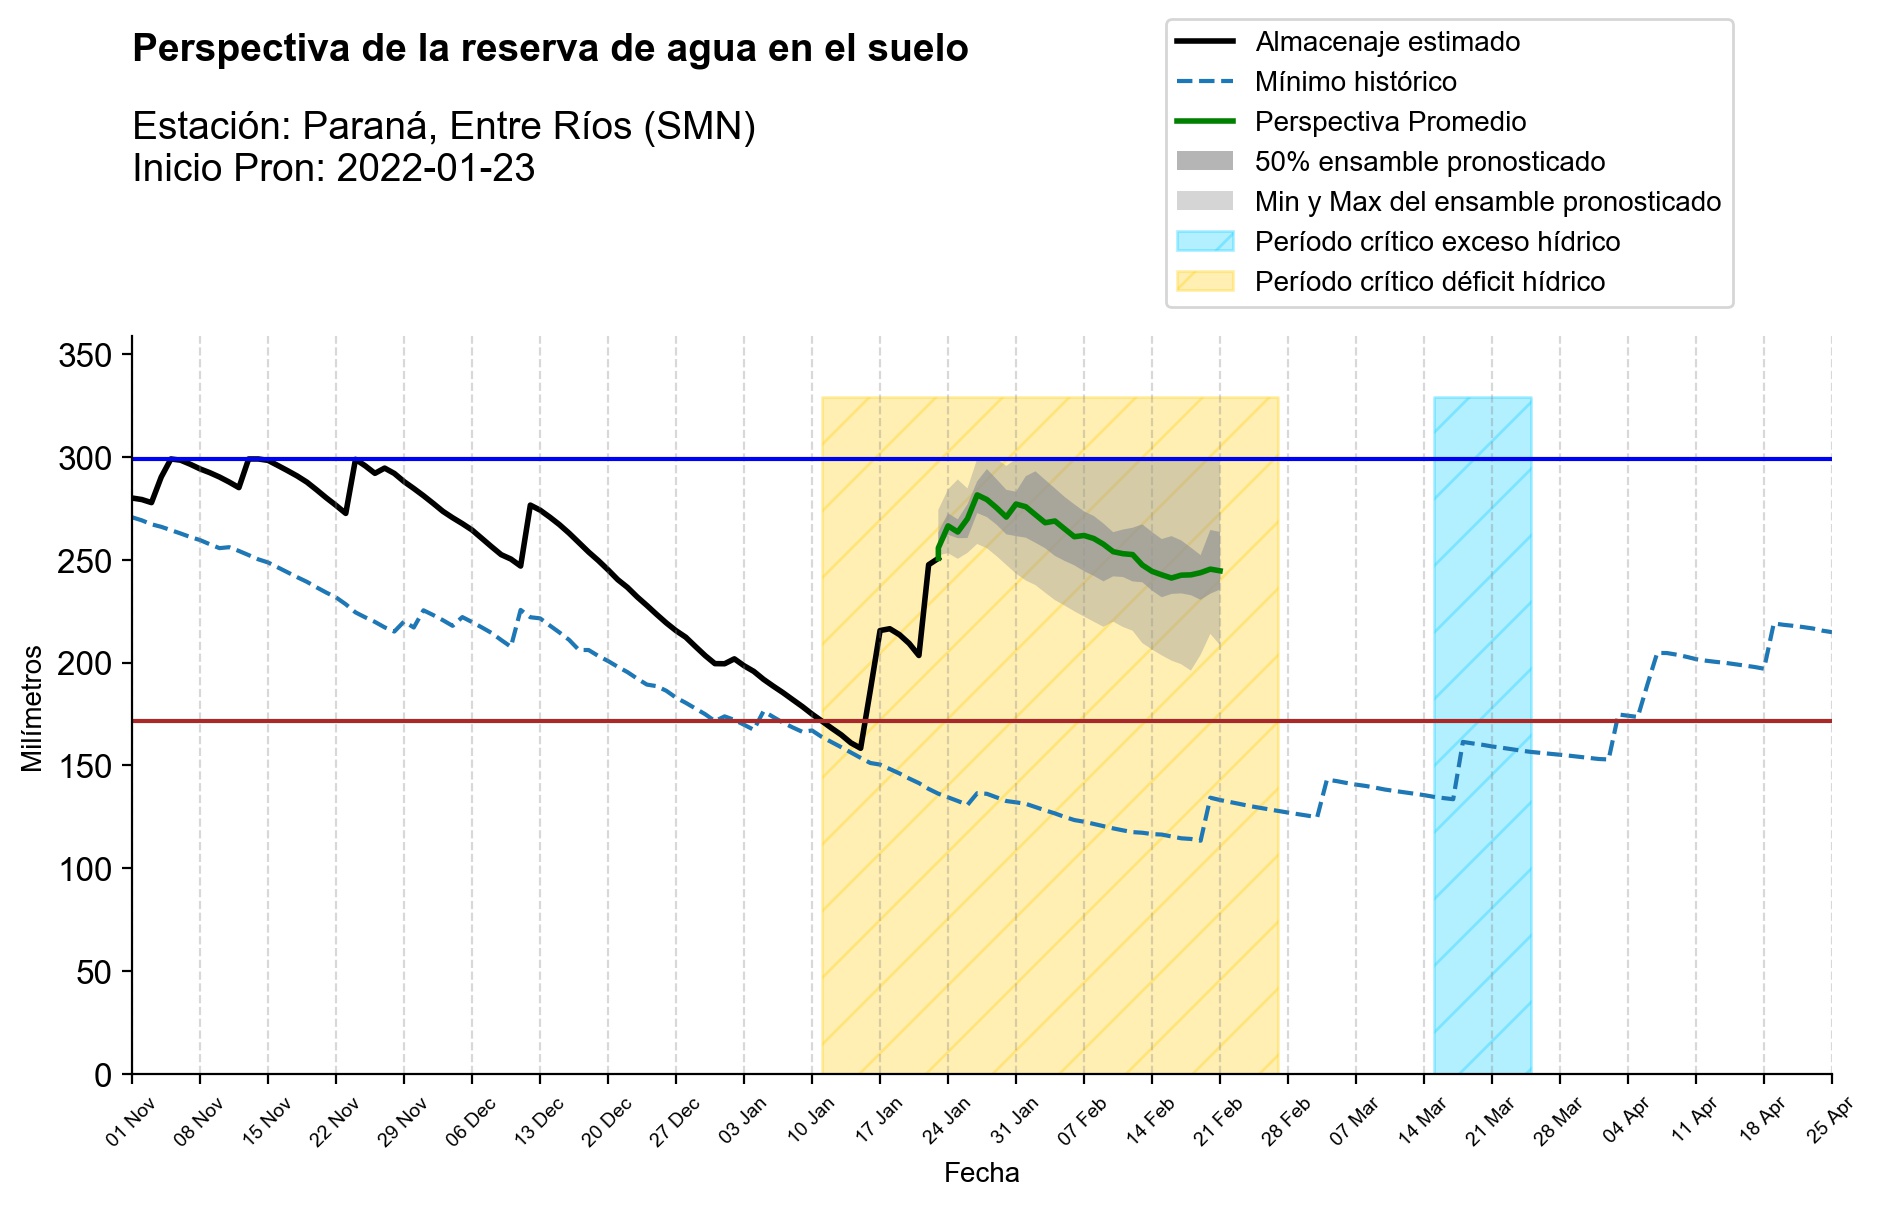 Perspectiva de la reserva de agua en el suelo
Estación: Paraná, Entre Ríos (SMN)
Inicio Pron: 2022-01-23
Almacenaje estimado
Mínimo histórico
Perspectiva Promedio
50% ensamble pronosticado
Min y Max del ensamble pronosticado
Período crítico exceso hídrico
Período crítico déficit hídrico
Milímetros
350
300
250
200
150
100
50
0
01 Nov
08 Nov
15 Nov
22 Nov
29 Nov
06 Dec
13 Dec
20 Dec
27 Dec
03 Jan
10 Jan
17 Jan
24 Jan
31 Jan
07 Feb
14 Feb
21 Feb
28 Feb
07 Mar
14 Mar
21 Mar
28 Mar
04 Apr
11 Apr
18 Apr
25 Apr
Fecha